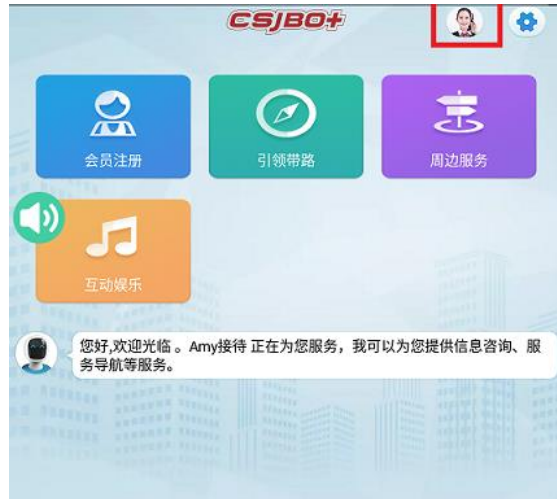 CSJBO+
会员注册
引领带路
周边服务
互动娱乐
您好,欢迎光临 。Amy接待 正在为您服务，我可以为您提供信息咨询、服
务导航等服务。